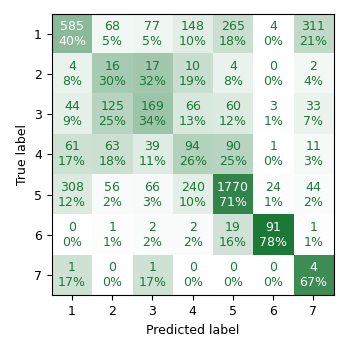 1 585 68 77 148 265 4 311
40% 5% 5% 10% 18% 0% 21%
2 4 16 17 10 4 0 2
8% 30% 32% 19% 8% 0% 4%
3 44 125 169 66 60 3 33
9% 25% 34% 13% 12% 1% 7%
4 61 63 39 94 90 1 11
17% 18% 11% 26% 25% 0% 3%
5 308 56 66 240 1770 24 44
12% 2% 3% 10% 71% 1% 2%
6 0 1 2 2 19 91 1
0% 1% 2% 2% 16% 78% 1%
7 1 0 1 0 0 0 4
17% 0% 17% 0% 0% 0% 67%
1 2 3 4 5 6 7
Predicted label
True label